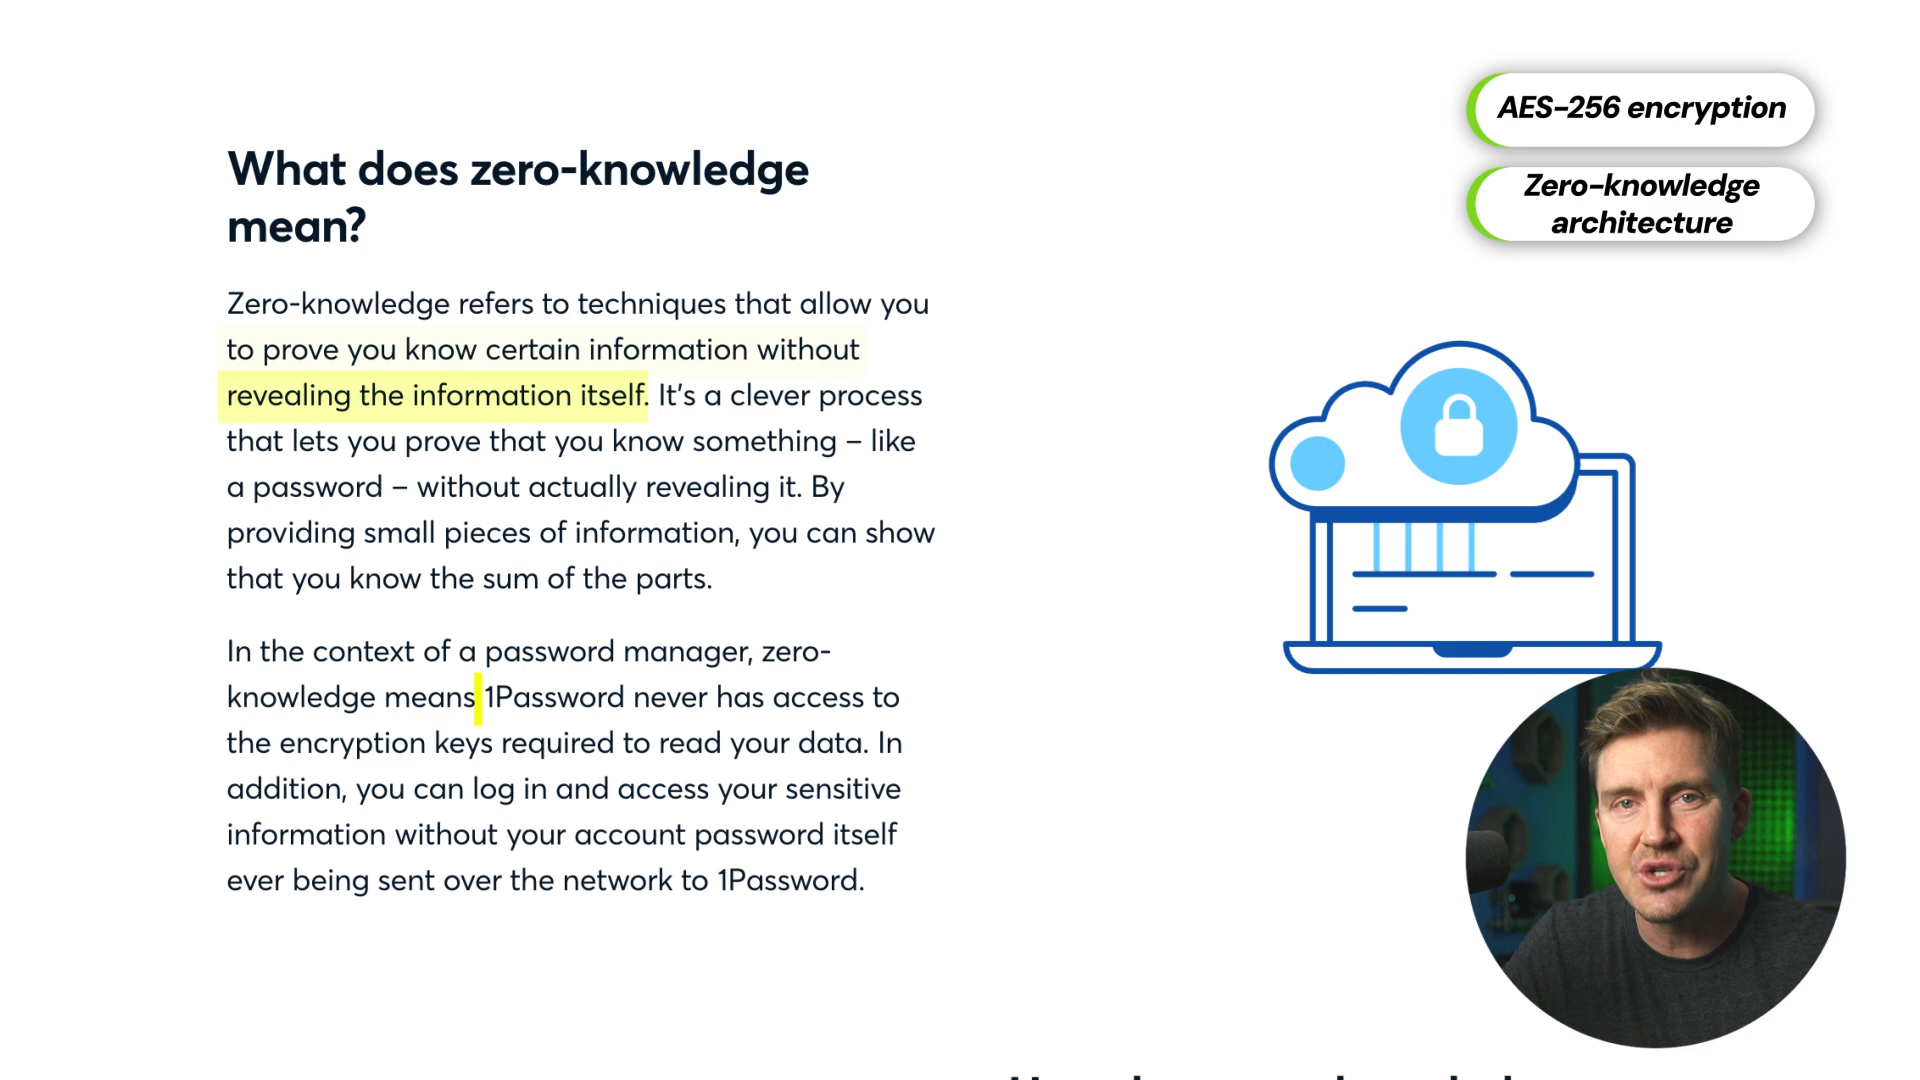 What does zero-knowledge
mean?
Zero-knowledge refers to techniques that allow you
to prove you know certain information without
revealing the information itself. It's a clever process
that lets you prove that you know something – like
a password – without actually revealing it. By
providing small pieces of information, you can show
that you know the sum of the parts.
In the context of a password manager, zero-
knowledge means 1Password never has access to
the encryption keys required to read your data. In
addition, you can log in and access your sensitive
information without your account password itself
ever being sent over the network to 1Password.
AES-256 encryption
Zero-knowledge
architecture